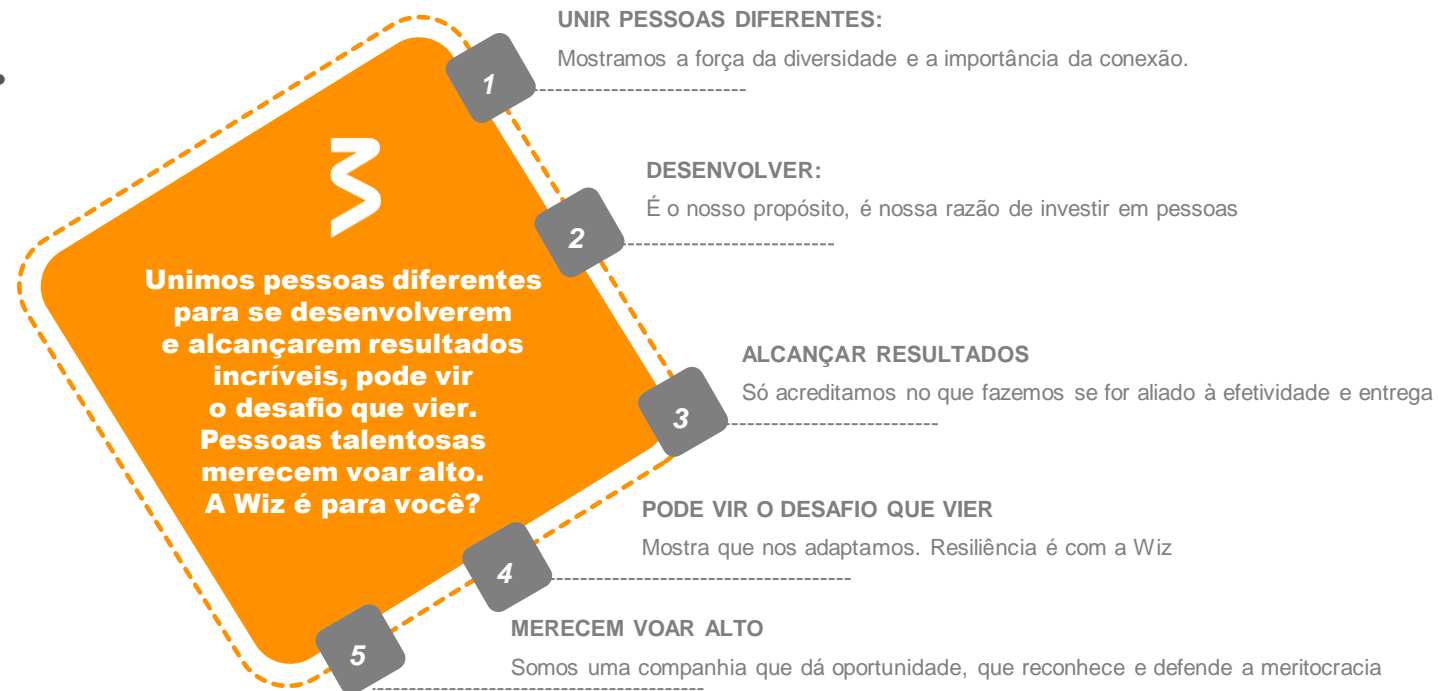 UNIR PESSOAS DIFERENTES:
Mostramos a força da diversidade e a importância da conexão.
1
DESENVOLVER:
É o nosso propósito, é nossa razão de investir em pessoas
2
Unimos pessoas diferentes
para se desenvolverem
e alcançarem resultados
incríveis, pode vir
o desafio que vier.
Pessoas talentosas
merecem voar alto.
A Wiz é para você?
ALCANÇAR RESULTADOS
Só acreditamos no que fazemos se for aliado à efetividade e entrega
3
PODE VIR O DESAFIO QUE VIER
Mostra que nos adaptamos. Resiliência é com a Wiz
4
MERECEM VOAR ALTO
Somos uma companhia que dá oportunidade, que reconhece e defende a meritocracia
5